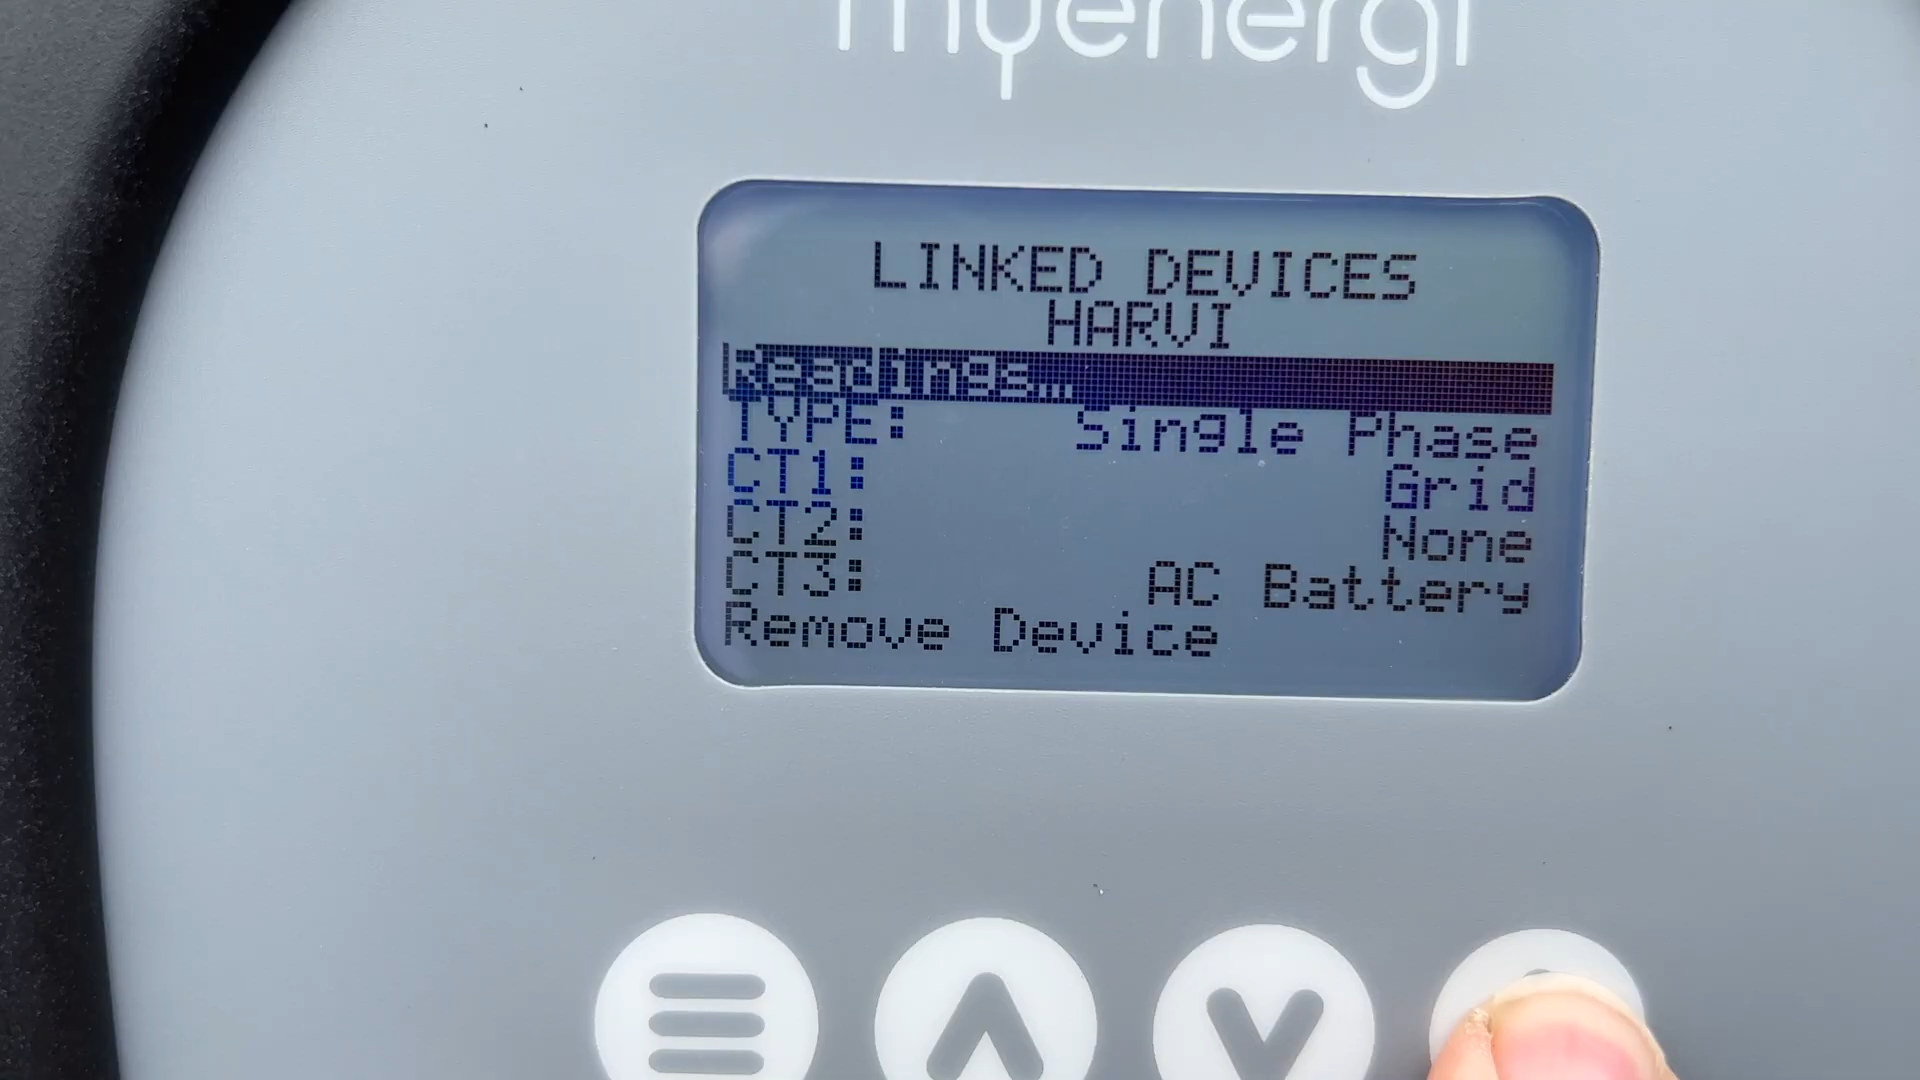 myenergi
LINKED DEVICES
HARVI
Readings...
TYPE: Single Phase
CT1: Grid
CT2: None
CT3: AC Battery
Remove Device